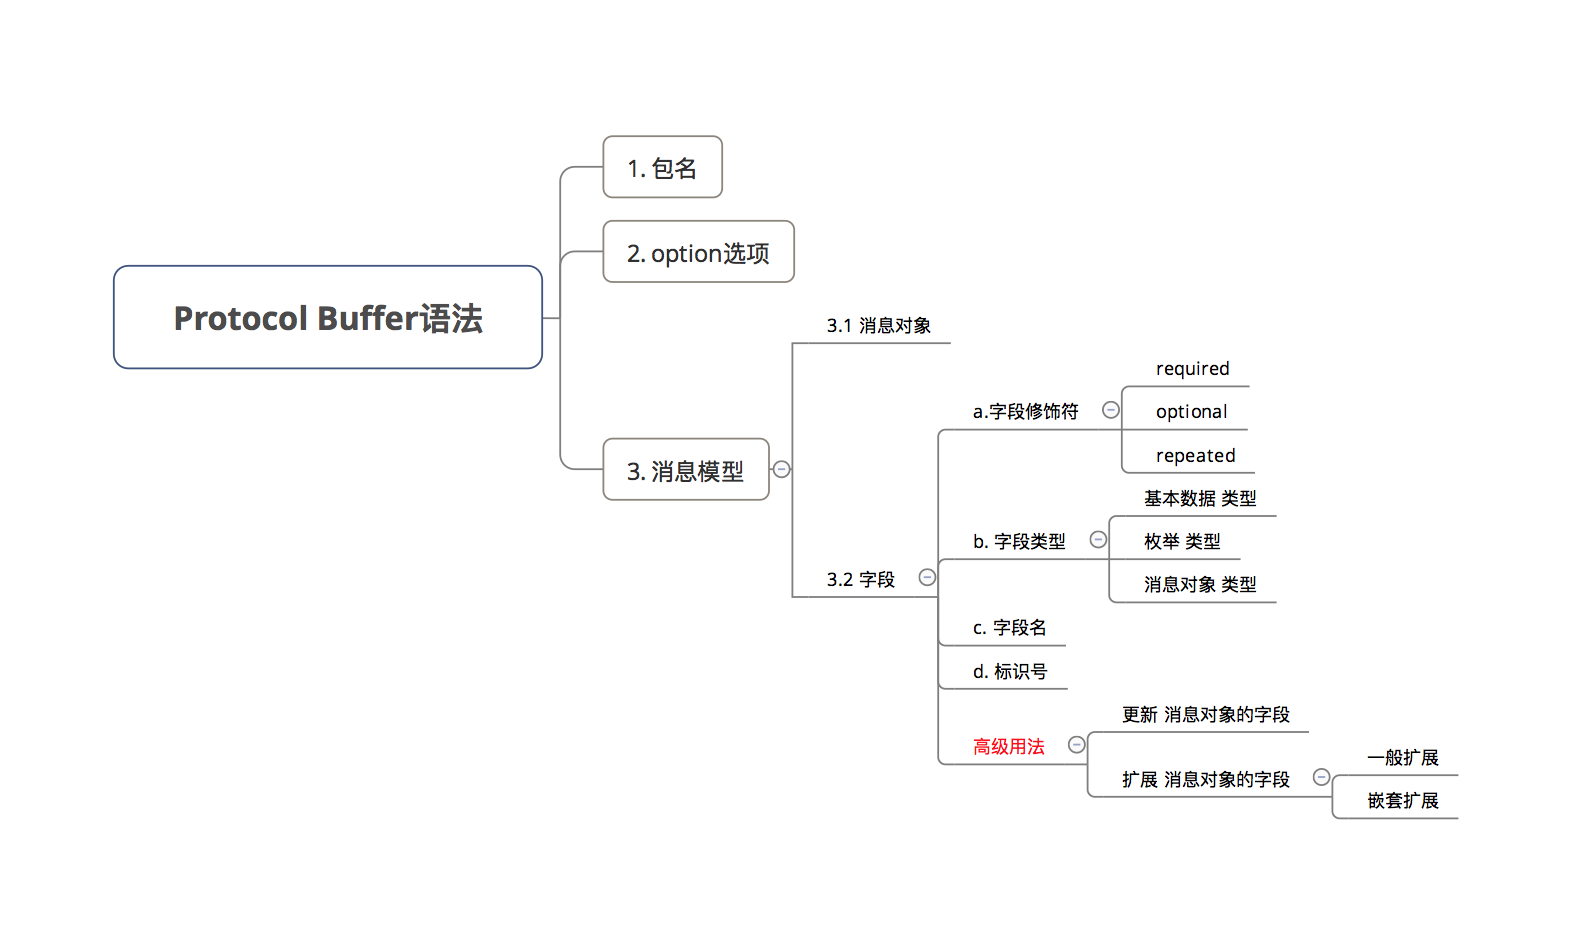 Protocol Buffer语法
1. 包名
2. option选项
3. 消息模型
3.1 消息对象
3.2 字段
a.字段修饰符
required
optional
repeated
b. 字段类型
基本数据 类型
枚举 类型
消息对象 类型
c. 字段名
d. 标识号
高级用法
更新 消息对象的字段
扩展 消息对象的字段
一般扩展
嵌套扩展